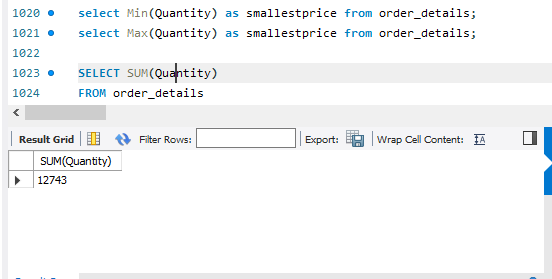 1020 select Min(Quantity) as smallestprice from order_details;
1021 select Max(Quantity) as smallestprice from order_details;
1022
1023 SELECT SUM(Quantity)
1024 FROM order_details
Result Grid Filter Rows: Export: Wrap Cell Content:
SUM(Quantity)
12743